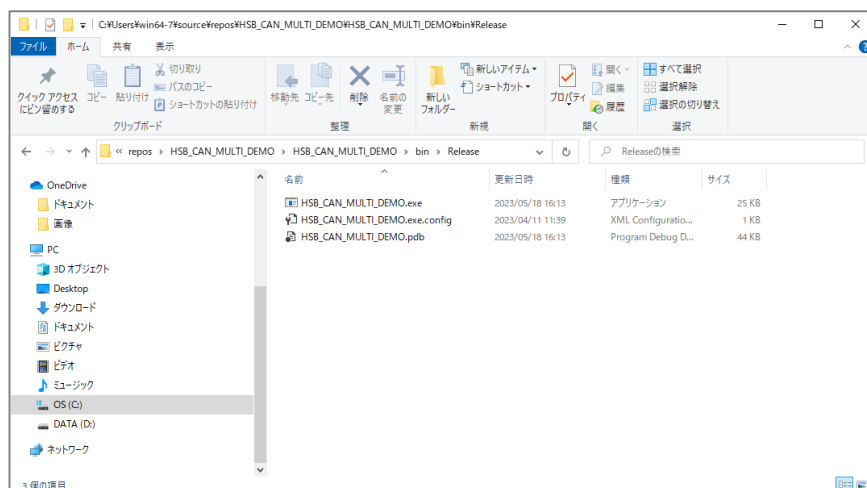 C:¥Users¥win64-7¥source¥repos¥HSB_CAN_MULTI_DEMO¥HSB_CAN_MULTI_DEMO¥bin¥Release
ファイル ホーム 共有 表示
クイック アクセス
にピン留めする
コピー
貼り付け
切り取り
パスのコピー
ショートカットの貼り付け
クリップボード
移動先
コピー先
削除
名前の
変更
整理
新しい
フォルダー
新しいアイテム
ショートカット
新規
プロパティ
開く
編集
履歴
開く
すべて選択
選択解除
選択の切り替え
選択
« repos › HSB_CAN_MULTI_DEMO › HSB_CAN_MULTI_DEMO › bin › Release
Releaseの検索
OneDrive
ドキュメント
画像
PC
3D オブジェクト
Desktop
ダウンロード
ドキュメント
ピクチャ
ビデオ
ミュージック
OS (C:)
DATA (D:)
ネットワーク
名前 更新日時 種類 サイズ
HSB_CAN_MULTI_DEMO.exe 2023/05/18 16:13 アプリケーション 25 KB
HSB_CAN_MULTI_DEMO.exe.config 2023/04/11 11:39 XML Configuratio... 1 KB
HSB_CAN_MULTI_DEMO.pdb 2023/05/18 16:13 Program Debug D... 44 KB
3 個の項目